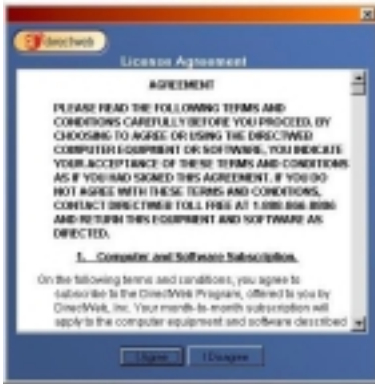 directweb
License Agreement
AGREEMENT
PLEASE READ THE FOLLOWING TERMS AND
CONDITIONS CAREFULLY BEFORE YOU PROCEED. BY
CHOOSING TO AGREE OR USING THE DIRECTWEB
COMPUTER EQUIPMENT OR SOFTWARE, YOU INDICATE
YOUR ACCEPTANCE OF THESE TERMS AND CONDITIONS
AS IF YOU HAD SIGNED THIS AGREEMENT. IF YOU DO
NOT AGREE WITH THESE TERMS AND CONDITIONS,
CONTACT DIRECTWEB TOLL FREE AT
AND RETURN THIS EQUIPMENT AND SOFTWARE AS
DIRECTED.
1. Computer and Software Subscription.
On the following terms and conditions, you agree to
subscribe to the DirectWeb Program, offered to you by
DirectWeb, Inc. Your month-to-month subscription will
apply to the computer equipment and software described
I Agree
I Disagree